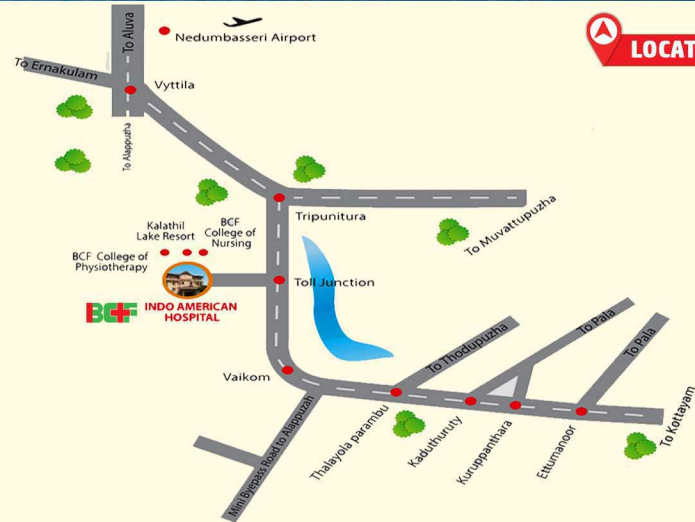 To Aluva
Nedumbasseri Airport
LOCAT
To Ernakulam
Vyttila
To Alappuzha
Tripunitura
To Muvattupuzha
Kalathil
Lake Resort
BCF
College of
Nursing
BCF College of
Physiotherapy
Toll Junction
BCF
INDO AMERICAN
HOSPITAL
To Pala
To Pala
To Thodupuzha
Vaikom
To Kottayam
Mini Byepass Road to Alappuzah
Thalayola parambu
Kaduthuruty
Kuruppanthara
Ettumanoor